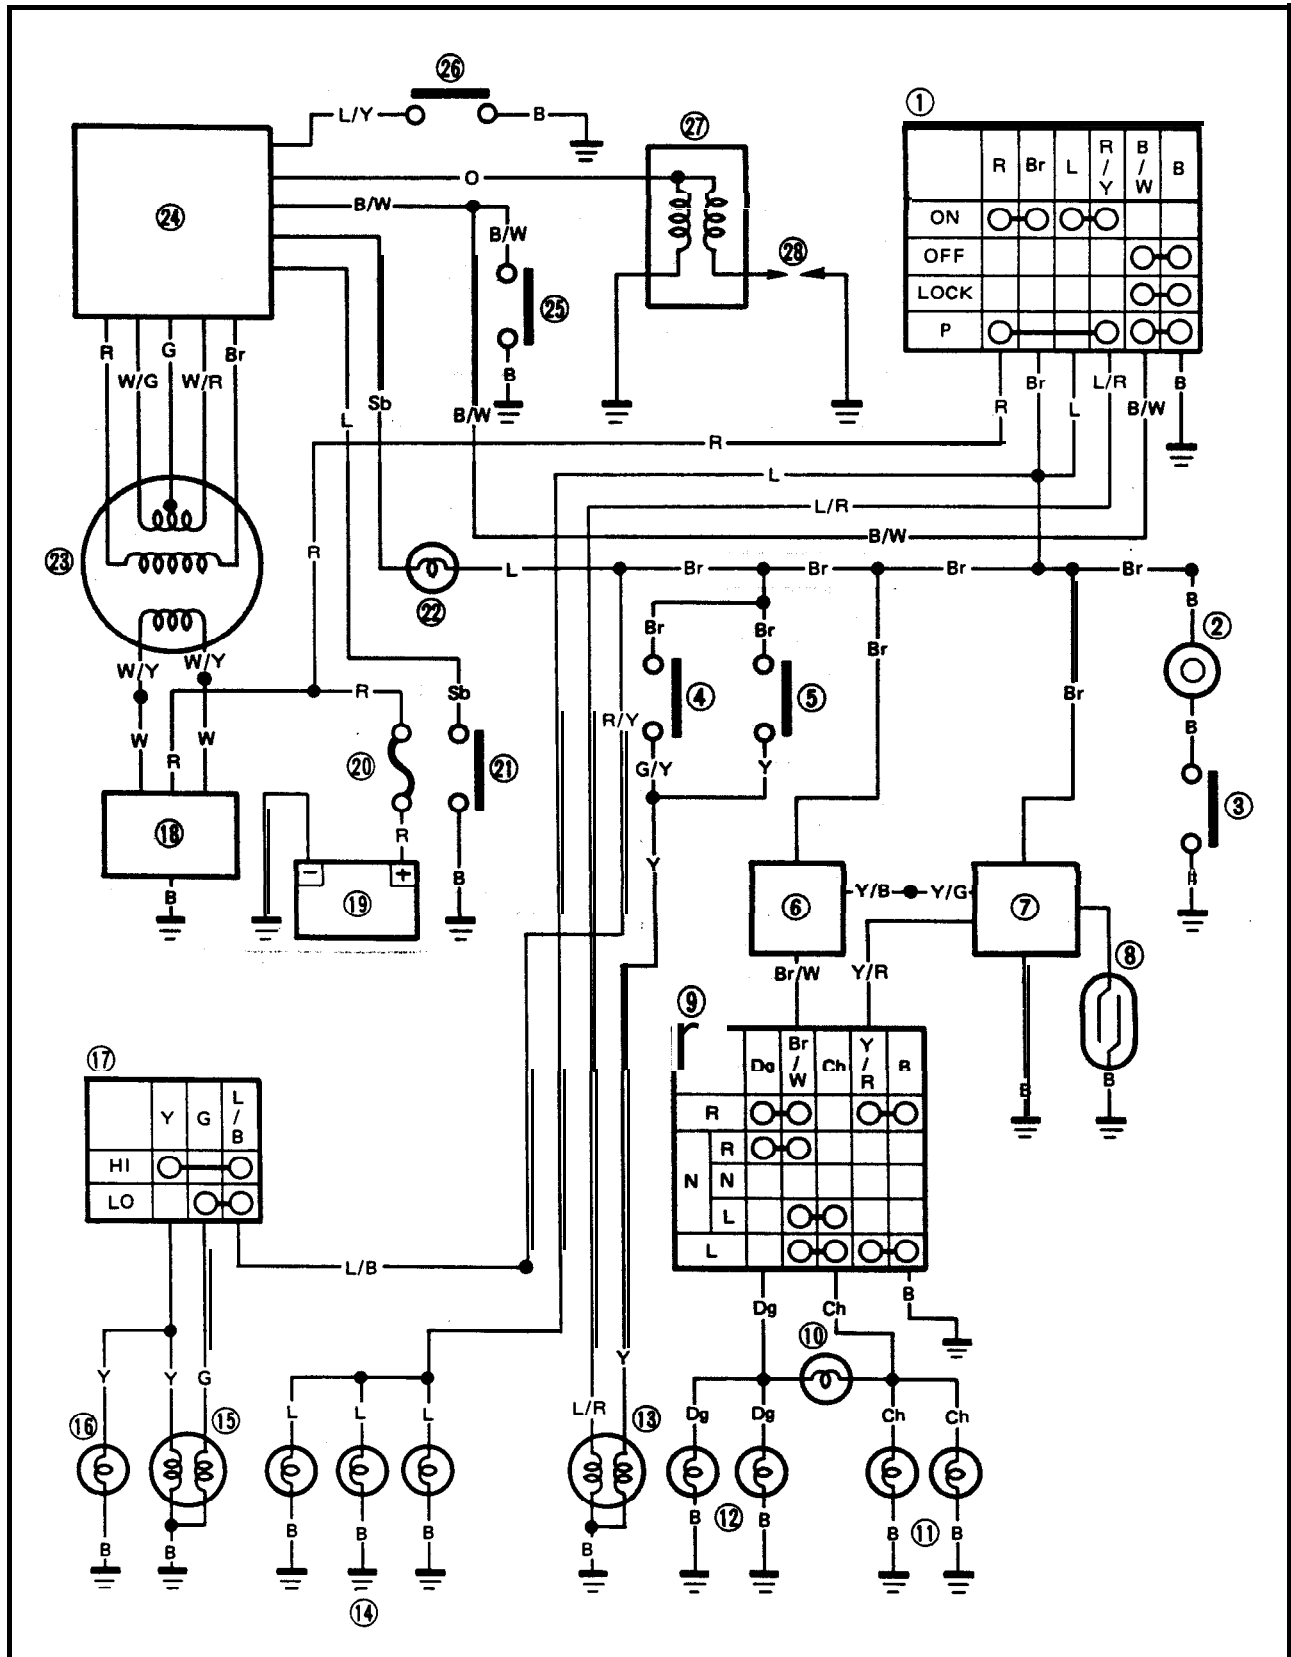 26
L/Y B
1
27
R Br L R/Y B/W B
O
ON
24
B/W
B/W
28
OFF
25
LOCK
P
R G Br
W/G W/R
B
Br L/R B
Sb
R L B/W
L
B/W
R
L
L/R
B/W
R
23
L Br Br Br Br
22
B
2
Br Br
Br
W/Y W/Y
R
Sb
Br
4 5
R/Y
B
W W
R
20 21
G/Y Y
3
18
R
Y
B
B
- +
19
6
Y/B Y/G
7
B
Br/W Y/R
8
9
17
Dg Br/W Ch Y/R B
B B
Y G L/B
R
HI
R
LO
N N
L
L
L/B
B
Dg Ch
10
Y
Y Y G
L/R
13
16 15
L L L
Dg Dg
Ch Ch
B B B
B 12 B
B 11 B
B B
B
14